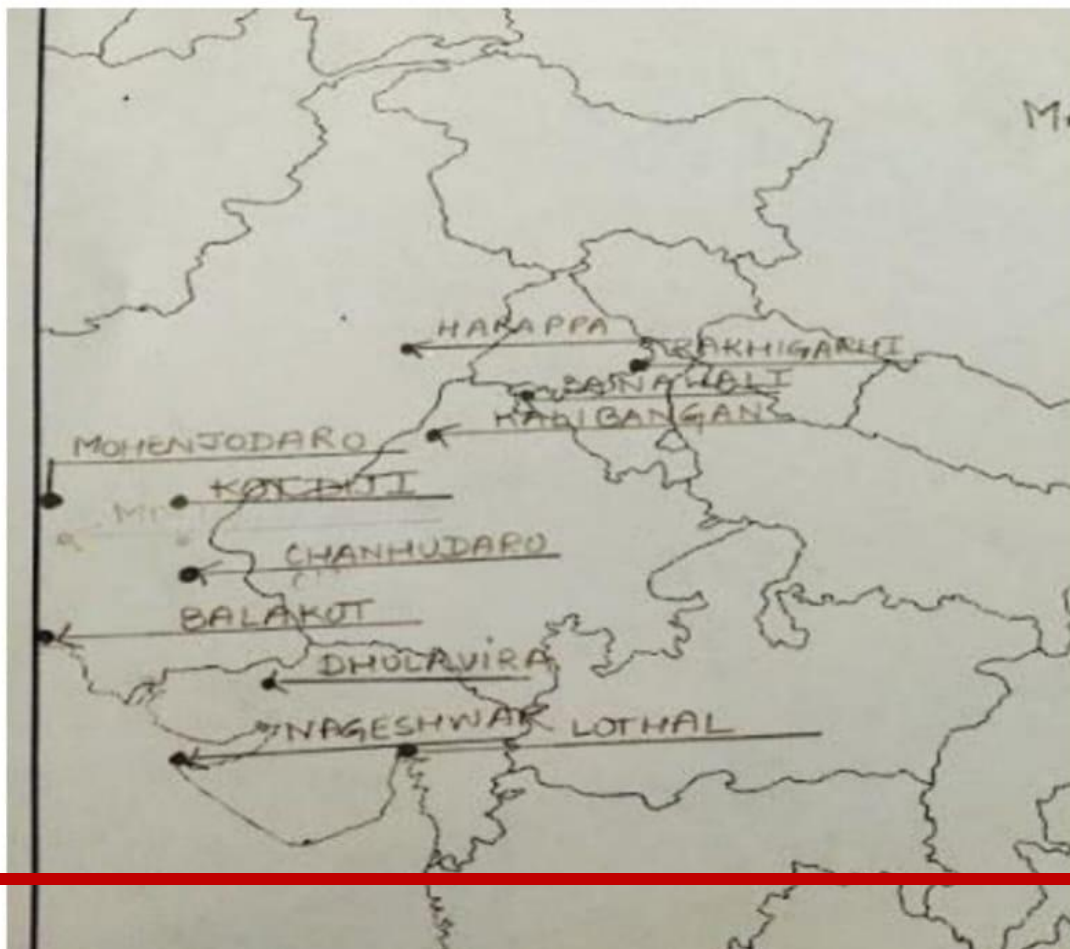 HARAPPA
RAKHIGARHI
BANAWALI
KALIBANGAN
MOHENJODARO
KOTDIJI
CHANHUDARO
BALAKOT
DHOLAVIRA
NAGESHWAR
LOTHAL